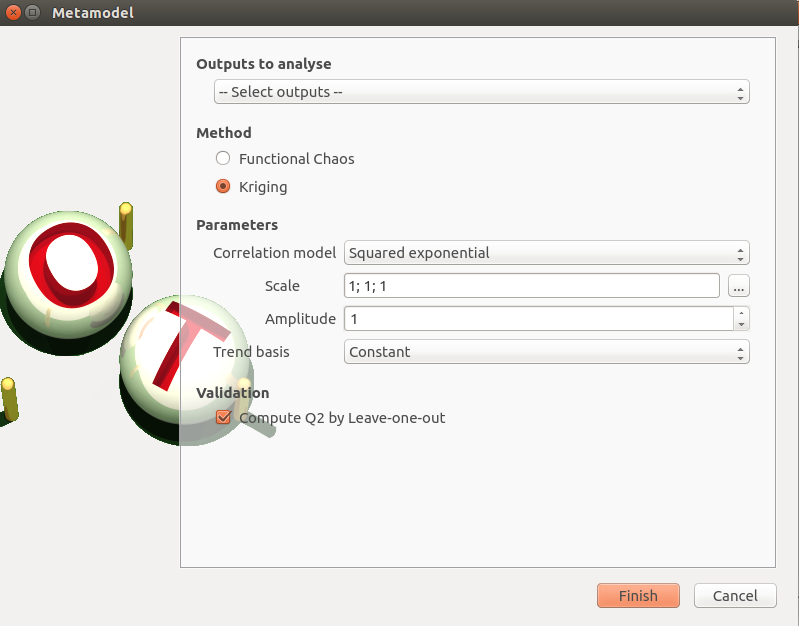 Metamodel
Outputs to analyse
-- Select outputs --
Method
Functional Chaos
Kriging
Parameters
Correlation model Squared exponential
Scale 1; 1; 1 ...
Amplitude 1
Trend basis Constant
Validation
Compute Q2 by Leave-one-out
O
T
Finish Cancel